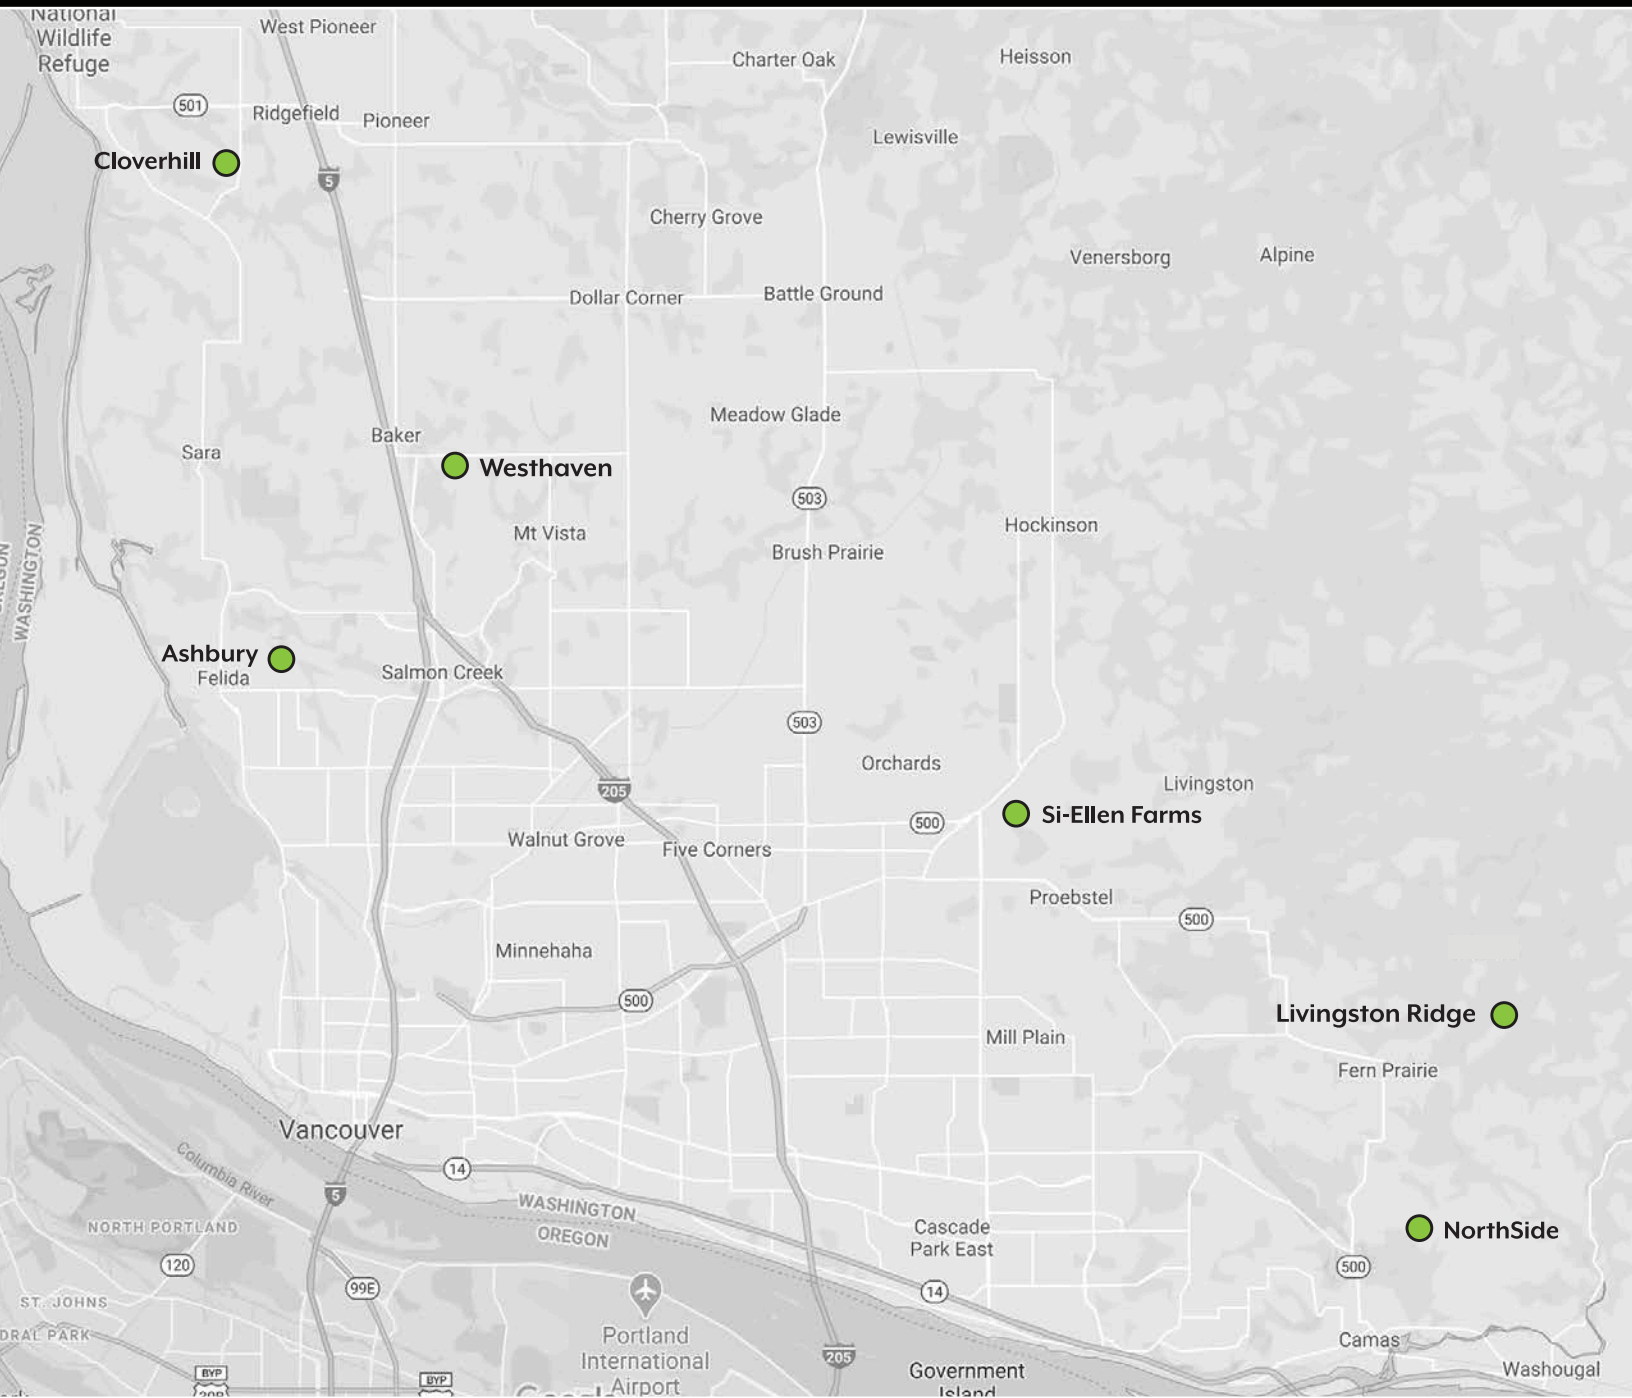 National
Wildlife
Refuge
West Pioneer
Charter Oak
Heisson
501
Ridgefield
Pioneer
Lewisville
Cloverhill
5
Cherry Grove
Venersborg
Alpine
Dollar Corner
Battle Ground
Meadow Glade
Baker
Sara
Westhaven
503
Hockinson
Mt Vista
Brush Prairie
WASHINGTON
Ashbury
Felida
Salmon Creek
503
Orchards
Livingston
205
Si-Ellen Farms
500
Walnut Grove
Five Corners
Proebstel
500
Minnehaha
500
Livingston Ridge
Mill Plain
Fern Prairie
Vancouver
14
Columbia River
5
WASHINGTON
OREGON
NORTH PORTLAND
Cascade
Park East
NorthSide
120
500
99E
14
ST. JOHNS
DRAL PARK
Portland
International
Airport
205
Camas
Government
Island
Washougal
BYP
BYP